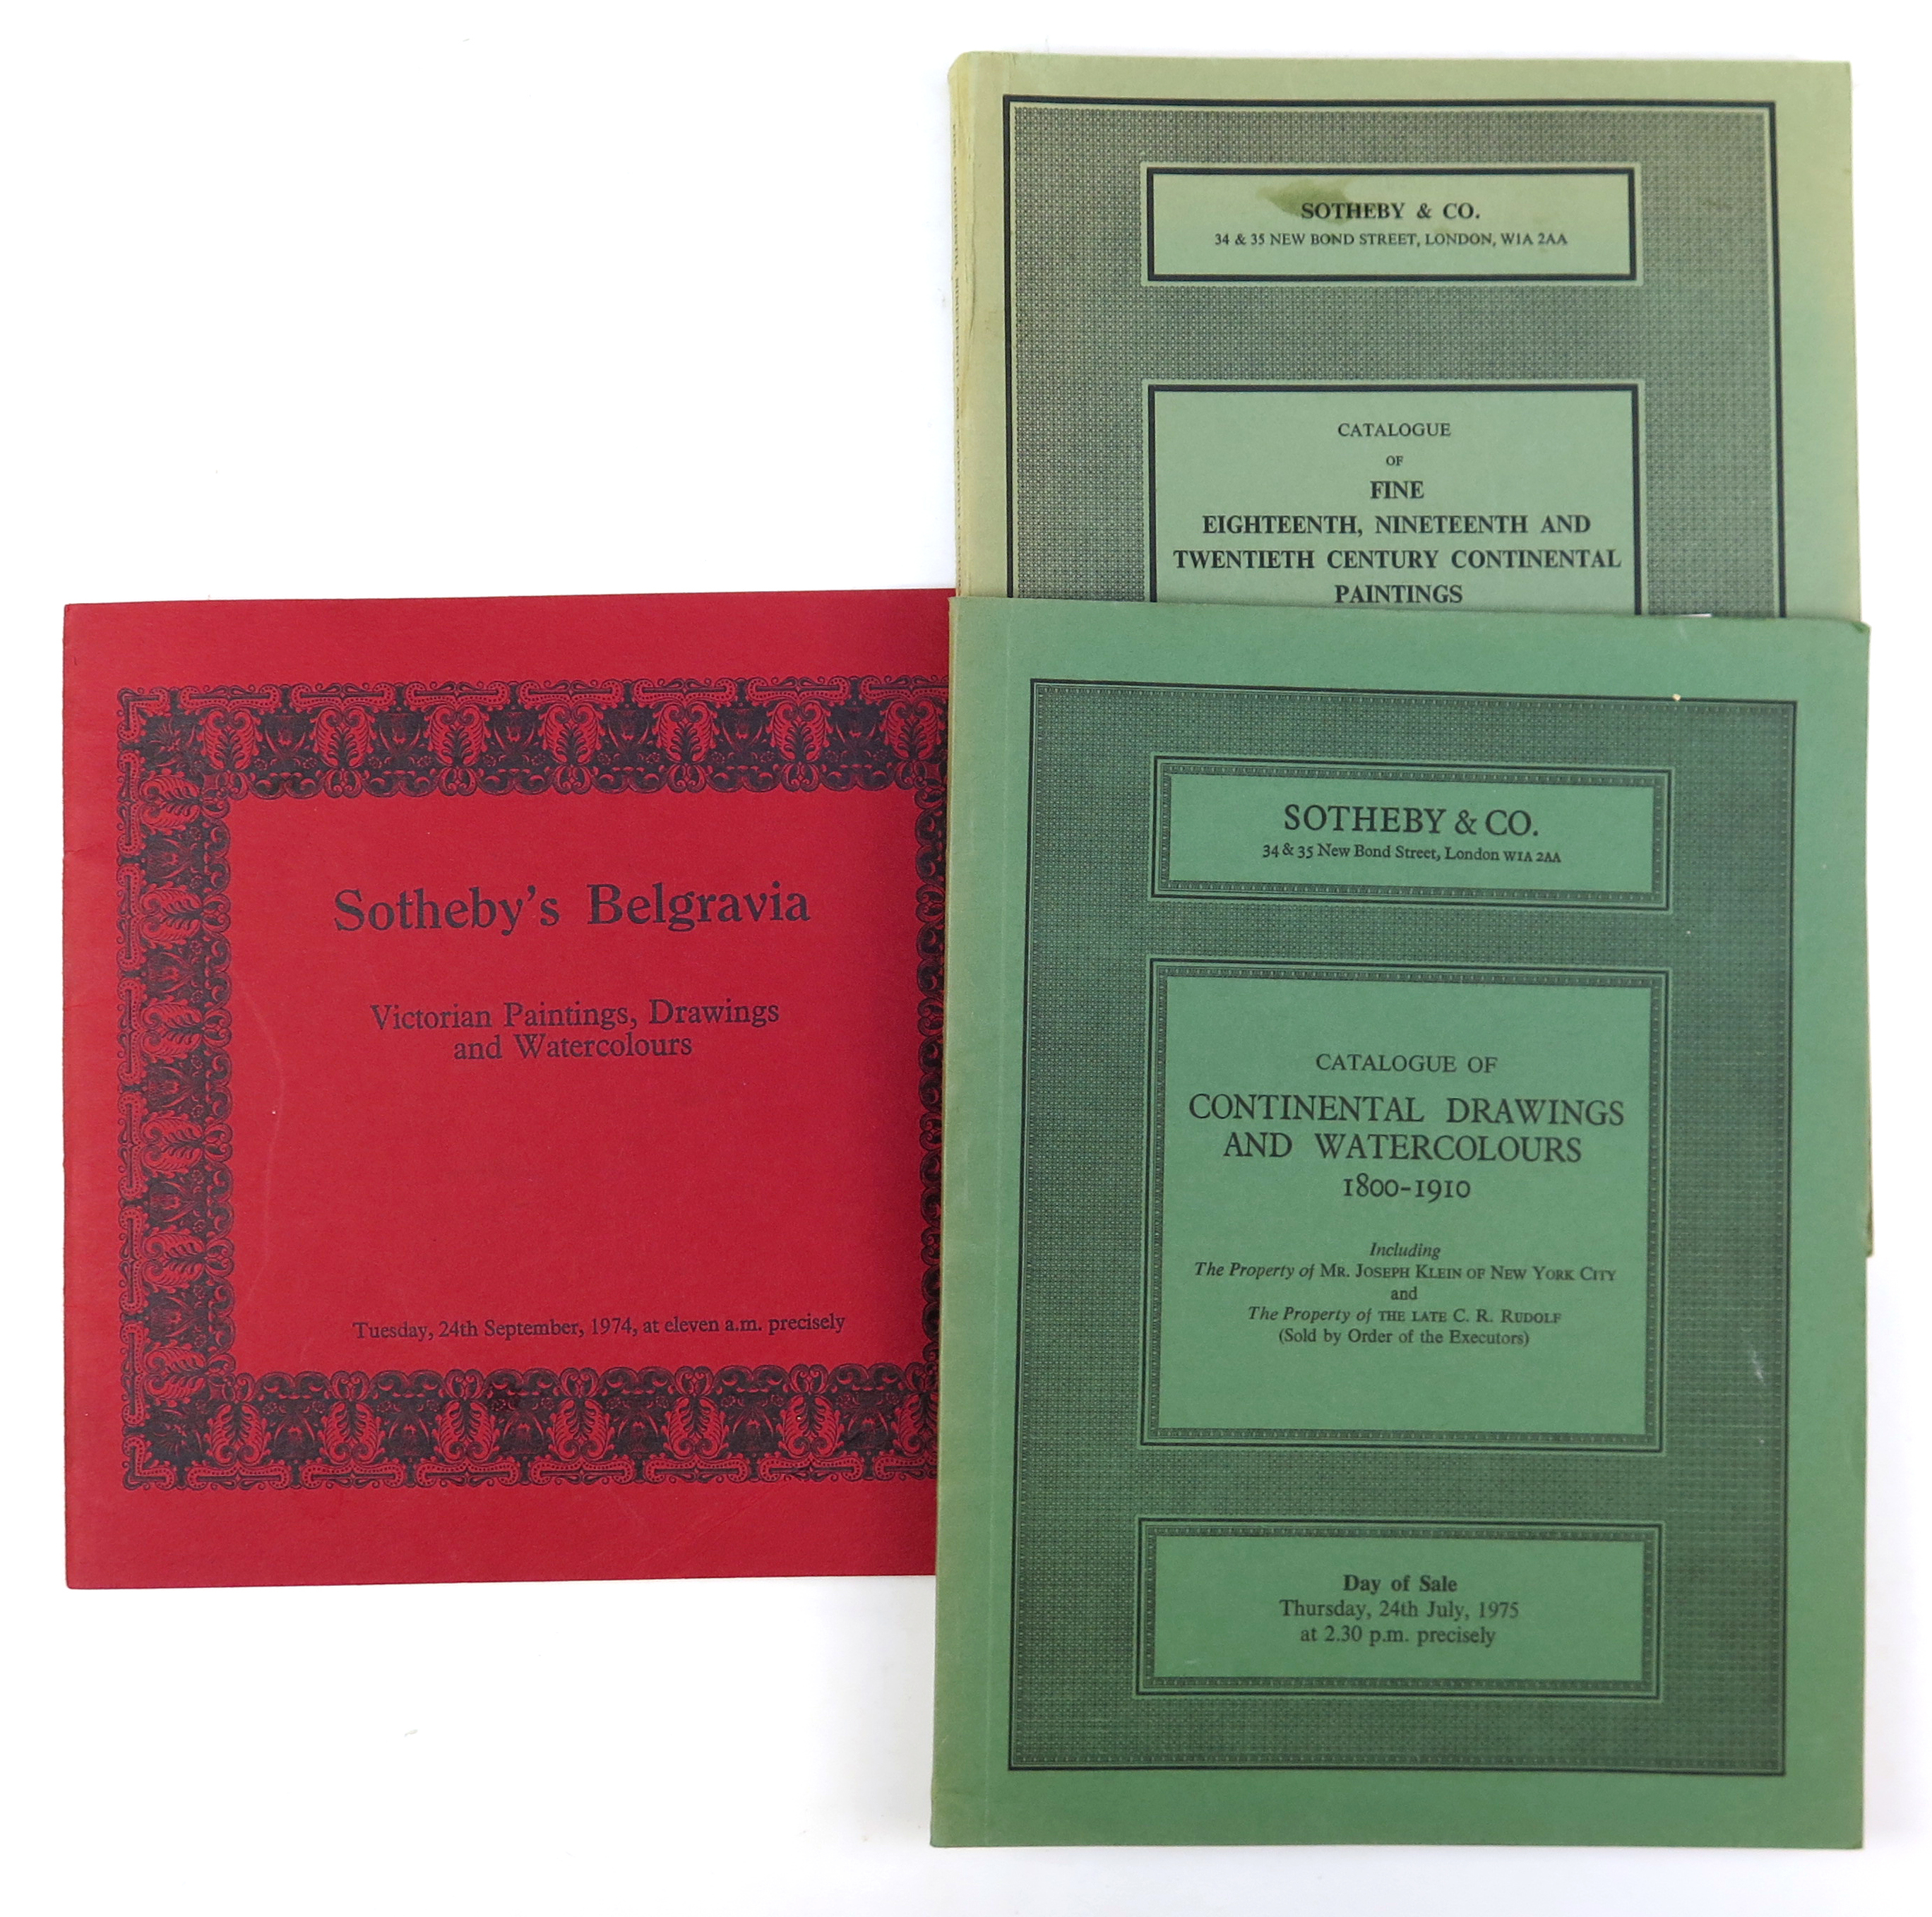 SOTHEBY & CO.
34 & 35 NEW BOND STREET, LONDON, W1A 2AA
CATALOGUE
OF
FINE
EIGHTEENTH, NINETEENTH AND
TWENTIETH CENTURY CONTINENTAL
PAINTINGS
Sotheby's Belgravia
Victorian Paintings, Drawings
and Watercolours
Tuesday, 24th September, 1974, at eleven a.m. precisely
SOTHEBY & CO.
34 & 35 New Bond Street, London W1A 2AA
CATALOGUE OF
CONTINENTAL DRAWINGS
AND WATERCOLOURS
1800-1910
Including
The Property of MR. JOSEPH KLEIN OF NEW YORK CITY
and
The Property of THE LATE C. R. RUDOLF
(Sold by Order of the Executors)
Day of Sale
Thursday, 24th July, 1975
at 2.30 p.m. precisely